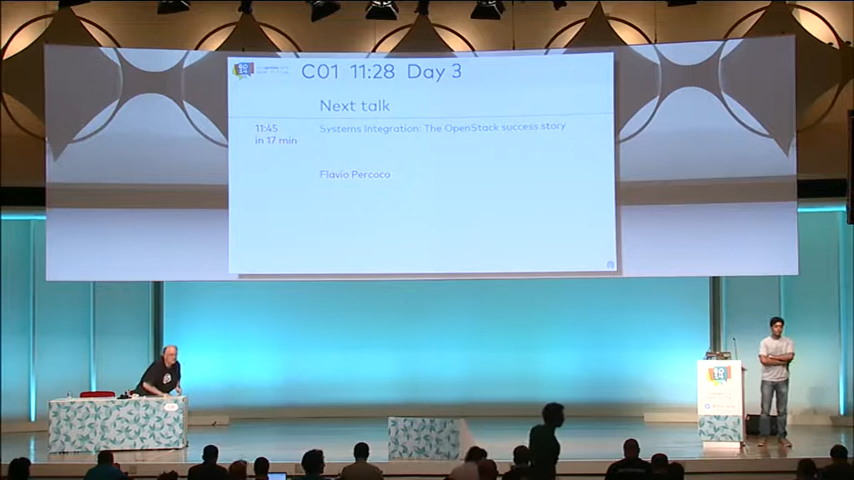 C01 11:28 Day 3
Next talk
11:45
in 17 min
Systems Integration: The OpenStack success story
Flavio Percoco